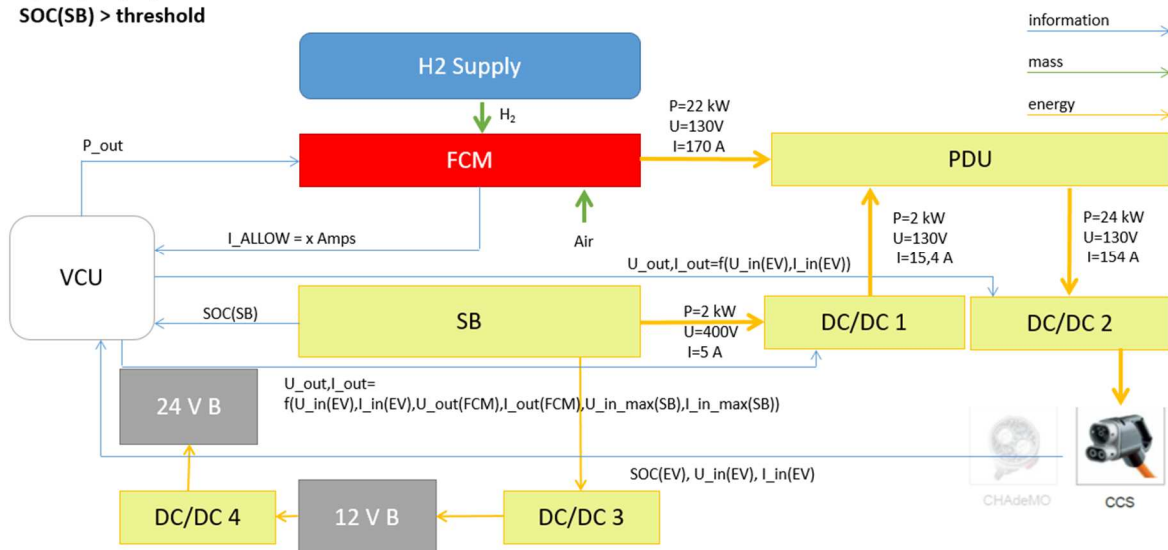 SOC(SB) > threshold
information
mass
energy
H2 Supply
H₂
P=22 kW
U=130V
I=170 A
P_out
FCM
PDU
Air
P=2 kW
U=130V
I=15,4 A
P=24 kW
U=130V
I=154 A
I_ALLOW = x Amps
VCU
U_out,I_out=f(U_in(EV),I_in(EV))
SOC(SB)
SB
P=2 kW
U=400V
I=5 A
DC/DC 1
DC/DC 2
U_out,I_out=
f(U_in(EV),I_in(EV),U_out(FCM),I_out(FCM),U_in_max(SB),I_in_max(SB))
24 V B
SOC(EV), U_in(EV), I_in(EV)
CHAdeMO
CCS
DC/DC 4
12 V B
DC/DC 3